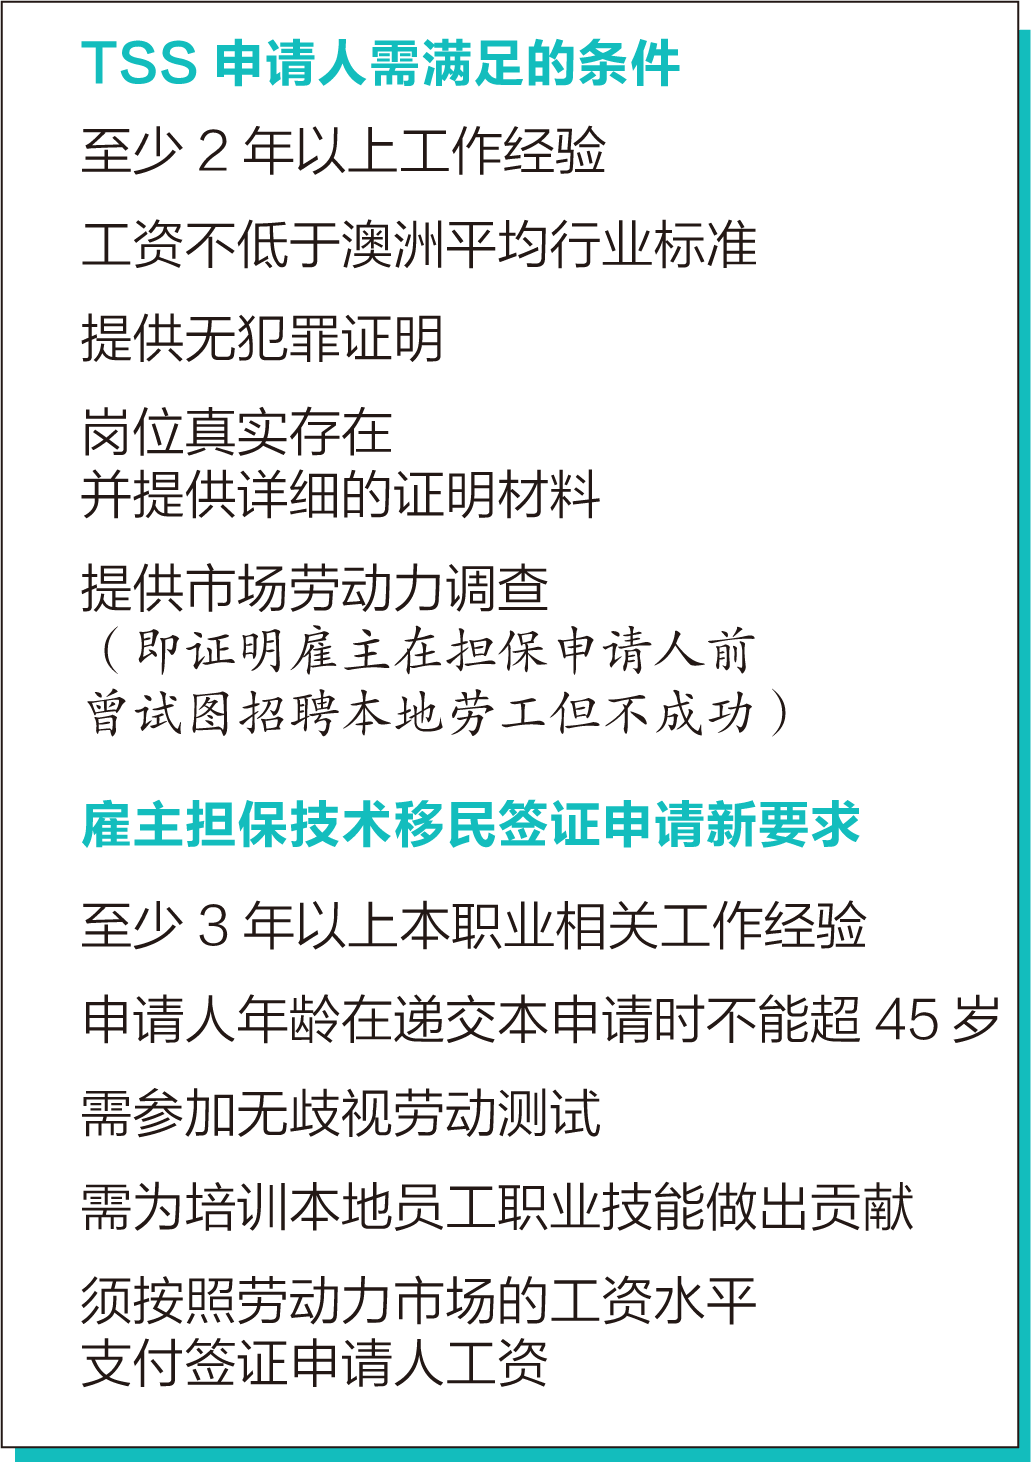 TSS 申请人需满足的条件
至少 2 年以上工作经验
工资不低于澳洲平均行业标准
提供无犯罪证明
岗位真实存在
并提供详细的证明材料
提供市场劳动力调查
（即证明雇主在担保申请人前
曾试图招聘本地劳工但不成功）
雇主担保技术移民签证申请新要求
至少 3 年以上本职业相关工作经验
申请人年龄在递交本申请时不能超 45 岁
需参加无歧视劳动测试
需为培训本地员工职业技能做出贡献
须按照劳动力市场的工资水平
支付签证申请人工资